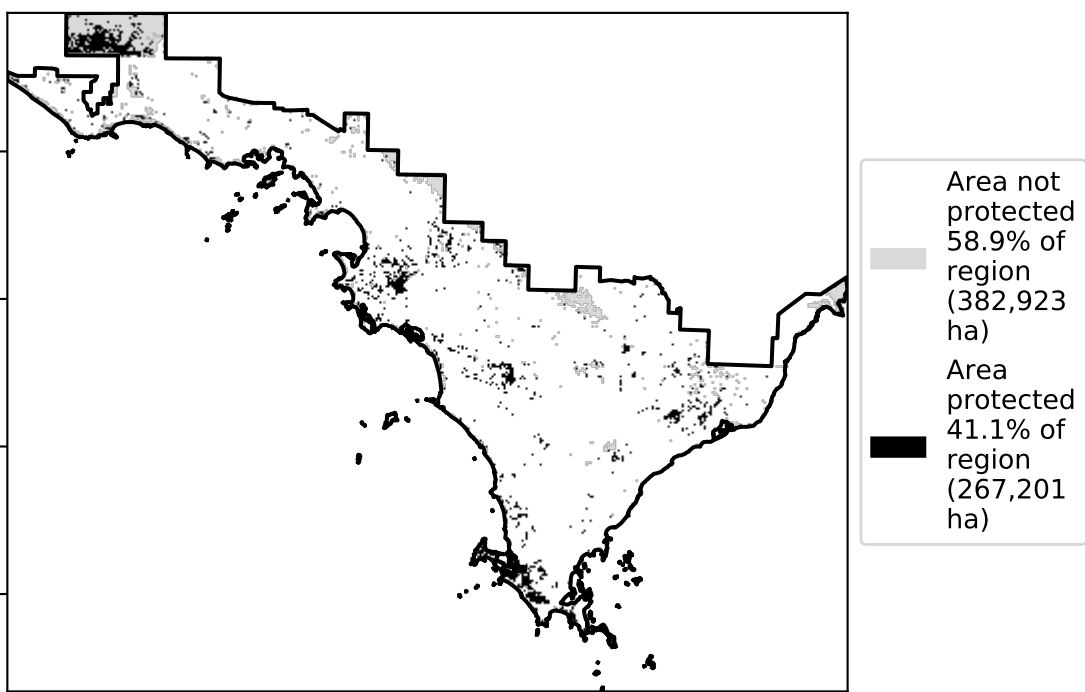 Area not
protected
58.9% of
region
(382,923
ha)
Area
protected
41.1% of
region
(267,201
ha)